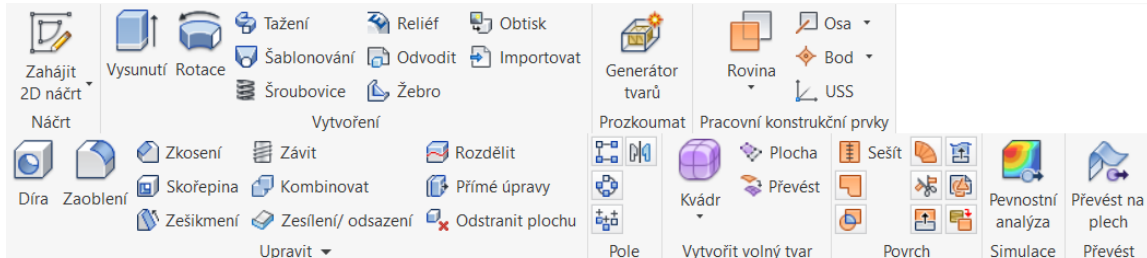 Zahájit
2D náčrt
Vysunutí
Rotace
Tažení
Šablonování
Šroubovice
Reliéf
Odvodit
Žebro
Obtisk
Importovat
Generátor
tvarů
Rovina
Osa
Bod
USS
Náčrt
Vytvoření
Prozkoumat
Pracovní konstrukční prvky
Díra
Zaoblení
Zkosení
Skořepina
Zešikmení
Závit
Kombinovat
Zesílení/ odsazení
Rozdělit
Přímé úpravy
Odstranit plochu
Kvádr
Plocha
Převést
Sešít
Pevnostní
analýza
Převést na
plech
Upravit
Pole
Vytvořit volný tvar
Povrch
Simulace
Převést